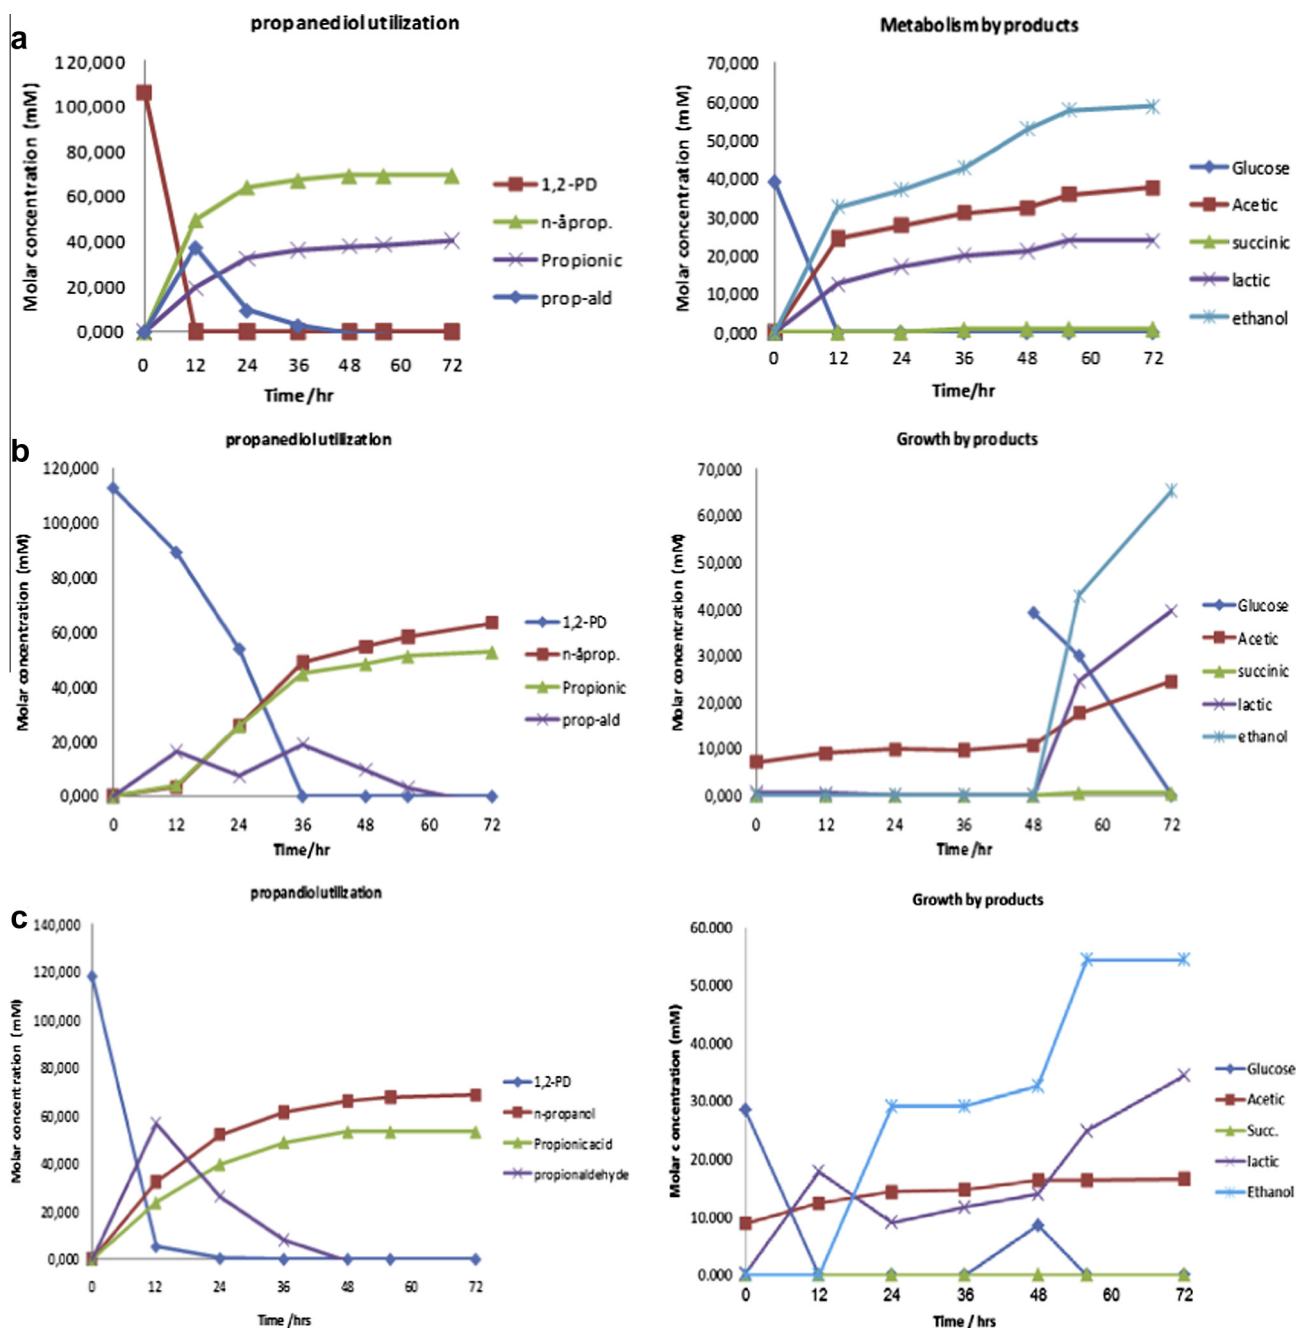 a
propanediol utilization
Molar concentration (mM)
120,000
100,000
80,000
60,000
40,000
20,000
0,000
0 12 24 36 48 60 72
Time/hr
1,2-PD
n-åprop.
Propionic
prop-ald
Metabolism by products
Molar concentration (mM)
70,000
60,000
50,000
40,000
30,000
20,000
10,000
0,000
0 12 24 36 48 60 72
Time/hr
Glucose
Acetic
succinic
lactic
ethanol
b
propanediol utilization
Molar concentration (mM)
120,000
100,000
80,000
60,000
40,000
20,000
0,000
0 12 24 36 48 60 72
Time/hr
1,2-PD
n-åprop.
Propionic
prop-ald
Growth by products
Molar concentration (mM)
70,000
60,000
50,000
40,000
30,000
20,000
10,000
0,000
0 12 24 36 48 60 72
Time /hr
Glucose
Acetic
succinic
lactic
ethanol
c
propandiol utilization
Molar concentration (mM)
140,000
120,000
100,000
80,000
60,000
40,000
20,000
0,000
0 12 24 36 48 60 72
Time /hrs
1,2-PD
n-propanol
Propionicacid
propionaldehyde
Growth by products
Molar concentration (mM)
60.000
50.000
40.000
30.000
20.000
10.000
0.000
0 12 24 36 48 60 72
Time / hrs
Glucose
Acetic
Succ.
lactic
Ethanol